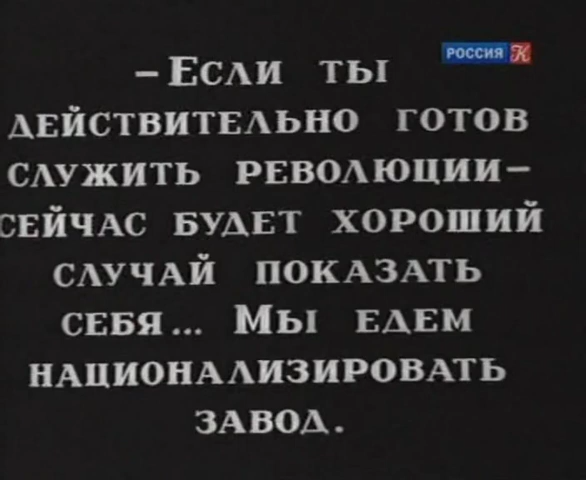 РОССИЯ К
– Если ты
действительно готов
служить революции–
сейчас будет хороший
случай показать
себя... Мы едем
национализировать
завод.